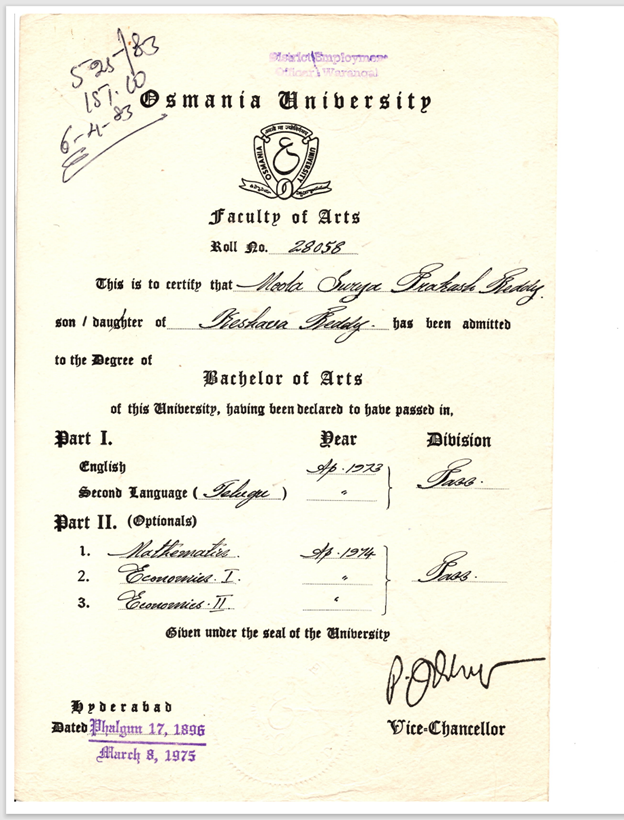 525/83
151.00
6-4-83
District Employment
Officer Warangal
Osmania University
OSMANIA UNIVERSITY
Faculty of Arts
Roll No. 28058
This is to certify that Moola Surya Prakash Reddy.
son / daughter of Keshava Reddy. has been admitted
to the Degree of
Bachelor of Arts
of this University, having been declared to have passed in,
Part I. Year Division
English Ap. 1973 Pass.
Second Language ( Telugu ) "
Part II. (Optionals)
1. Mathematics. Ap. 1974
2. Economics. I. " Pass.
3. Economics. II "
Given under the seal of the University
Hyderabad
Dated Phalgun 17, 1896
March 8, 1975
Vice-Chancellor